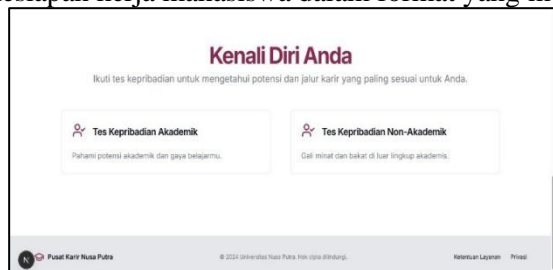 Kenali Diri Anda
Ikuti tes kepribadian untuk mengetahui potensi dan jalur karir yang paling sesuai untuk Anda.
Tes Kepribadian Akademik
Pahami potensi akademik dan gaya belajarmu.
Tes Kepribadian Non-Akademik
Gali minat dan bakat di luar lingkup akademis.
N
Pusat Karir Nusa Putra
© 2024 Universitas Nusa Putra. Hak cipta dilindungi.
Ketentuan Layanan
Privasi